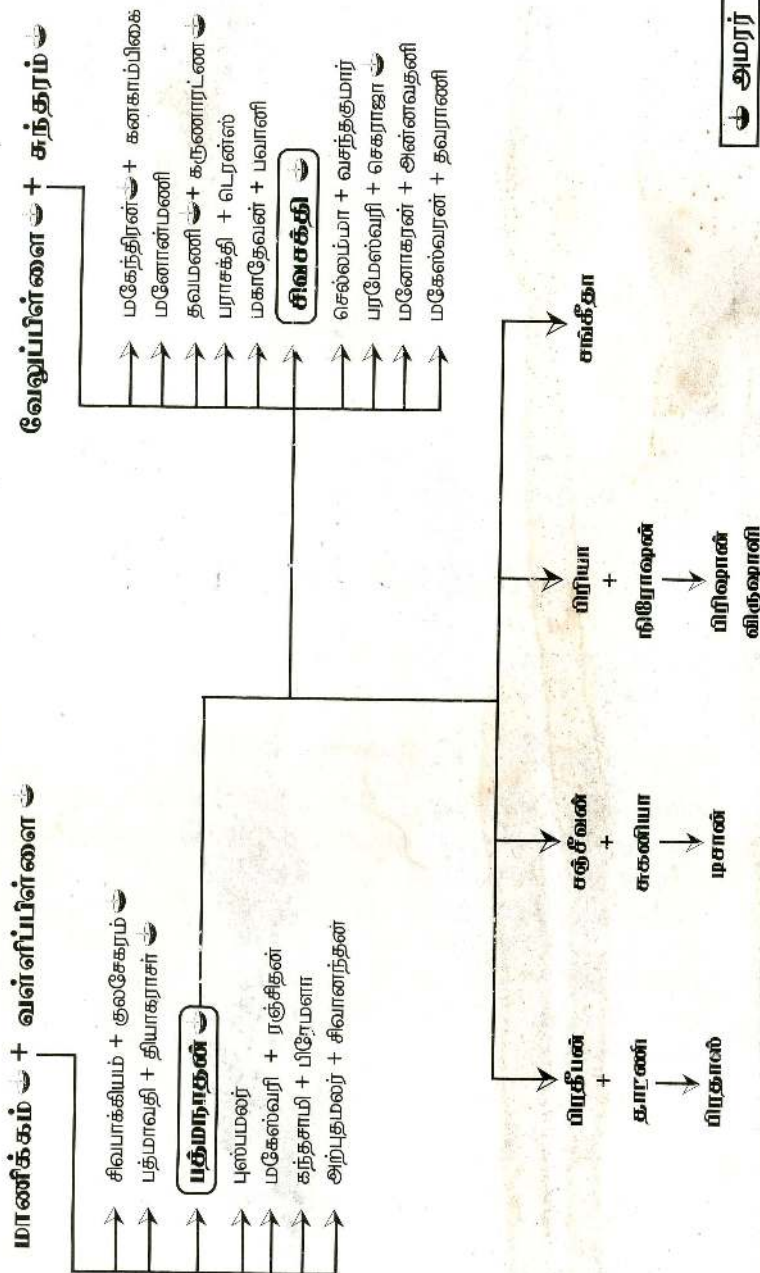 மாணிக்கம் + வள்ளிப்பிள்ளை
சிவபாக்கியம் + குலசேகரம்
பத்மாவதி + தியாகராசர்
பத்மநாதன்
புஸ்பமலர்
மகேஸ்வரி + ரஞ்சிதன்
கந்தசாமி + பிரேமளா
அற்புதமலர் + சிவானந்தன்
வேலுப்பிள்ளை + சுந்தரம்
மகேந்திரன் + கனகாம்பிகை
மனோன்மணி
தவமணி + கருணாரட்ண
பராசக்தி + டெரன்ஸ்
மகாதேவன் + பவானி
சிவசக்தி
செல்லம்மா + வசந்தகுமார்
பரமேஸ்வரி + செகராஜா
மனோகரன் + அன்னவதனி
மகேஸ்வரன் + தவராணி
பிரதீபன்
+
தாரணி
பிரதாஸ்
சஞ்சீவன்
+
சுகனியா
டிசான்
பிரியா
+
நிரோஷன்
பிரிஷான்
விருஷாளி
சங்கீதா
அமரர்